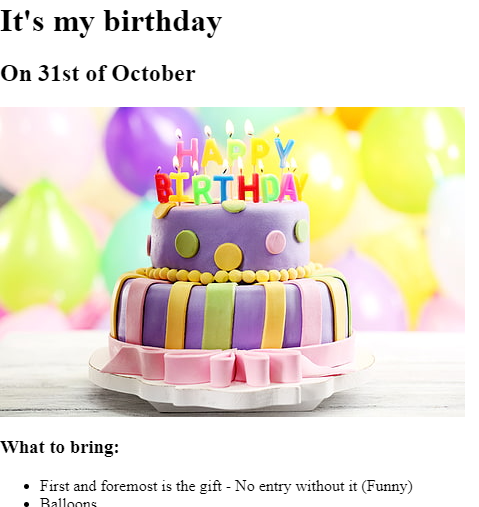 It's my birthday
On 31st of October
HAPPY
BIRTHDAY
What to bring:
First and foremost is the gift - No entry without it (Funny)
Balloons